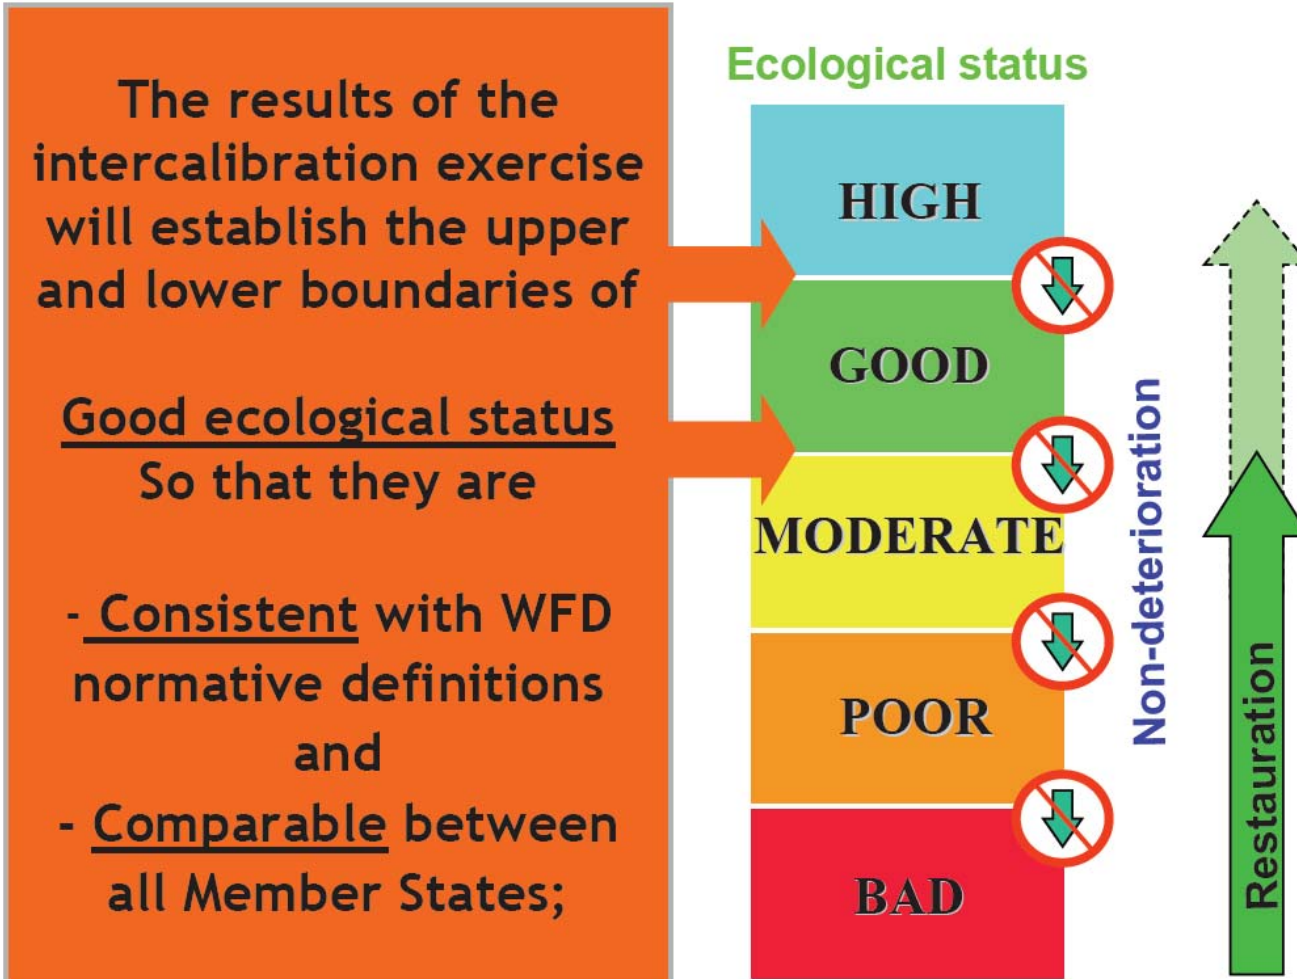 The results of the
intercalibration exercise
will establish the upper
and lower boundaries of
Good ecological status
So that they are
- Consistent with WFD
normative definitions
and
- Comparable between
all Member States;
Ecological status
HIGH
GOOD
MODERATE
POOR
BAD
Non-deterioration
Restauration